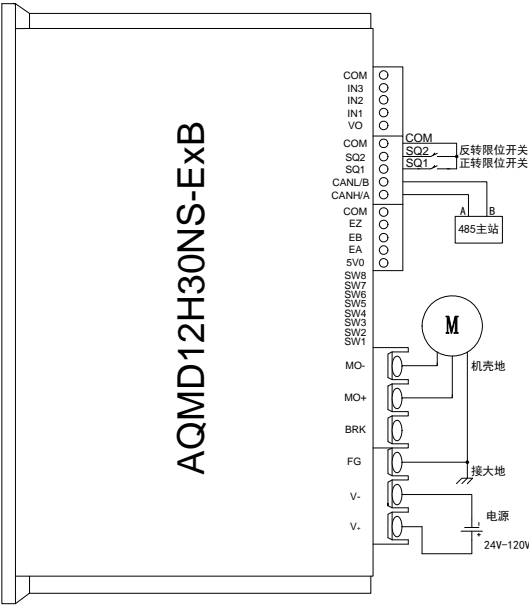 AQMD12H30NS-ExB
COM
IN3
IN2
IN1
VO
COM
SQ2
SQ1
CANL/B
CANH/A
COM
EZ
EB
EA
5V0
SW8
SW7
SW6
SW5
SW4
SW3
SW2
SW1
MO-
MO+
BRK
FG
V-
V+
COM
SQ2 反转限位开关
SQ1 正转限位开关
A B
485主站
M
机壳地
接大地
电源
- +
24V-120V